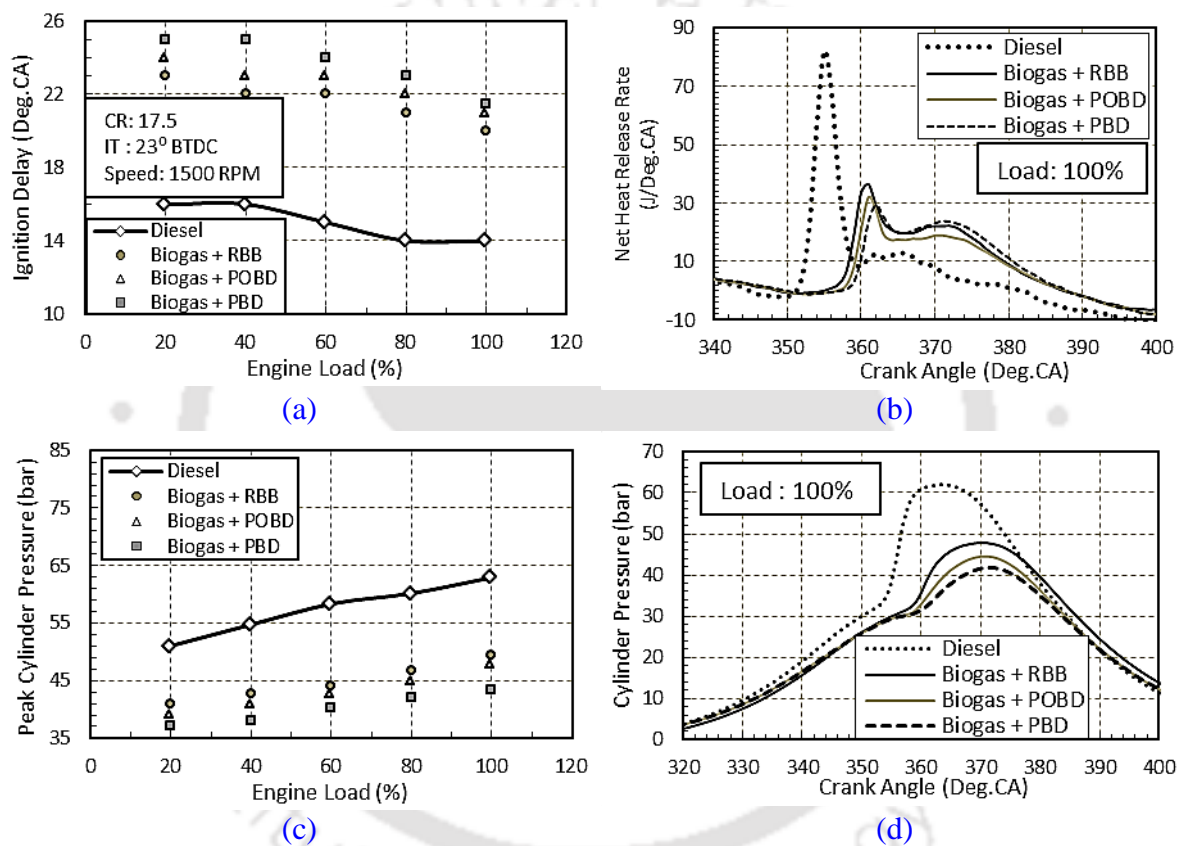 26
22
18
14
10
Ignition Delay (Deg.CA)
CR: 17.5
IT : 23⁰ BTDC
Speed: 1500 RPM
Diesel
Biogas + RBB
Biogas + POBD
Biogas + PBD
0 20 40 60 80 100 120
Engine Load (%)
(a)
90
70
50
30
10
-10
Net Heat Release Rate
(J/Deg.CA)
Diesel
Biogas + RBB
Biogas + POBD
Biogas + PBD
Load: 100%
340 350 360 370 380 390 400
Crank Angle (Deg.CA)
(b)
85
75
65
55
45
35
Peak Cylinder Pressure (bar)
Diesel
Biogas + RBB
Biogas + POBD
Biogas + PBD
0 20 40 60 80 100 120
Engine Load (%)
(c)
70
60
50
40
30
20
10
0
Cylinder Pressure (bar)
Load : 100%
Diesel
Biogas + RBB
Biogas + POBD
Biogas + PBD
320 330 340 350 360 370 380 390 400
Crank Angle (Deg.CA)
(d)